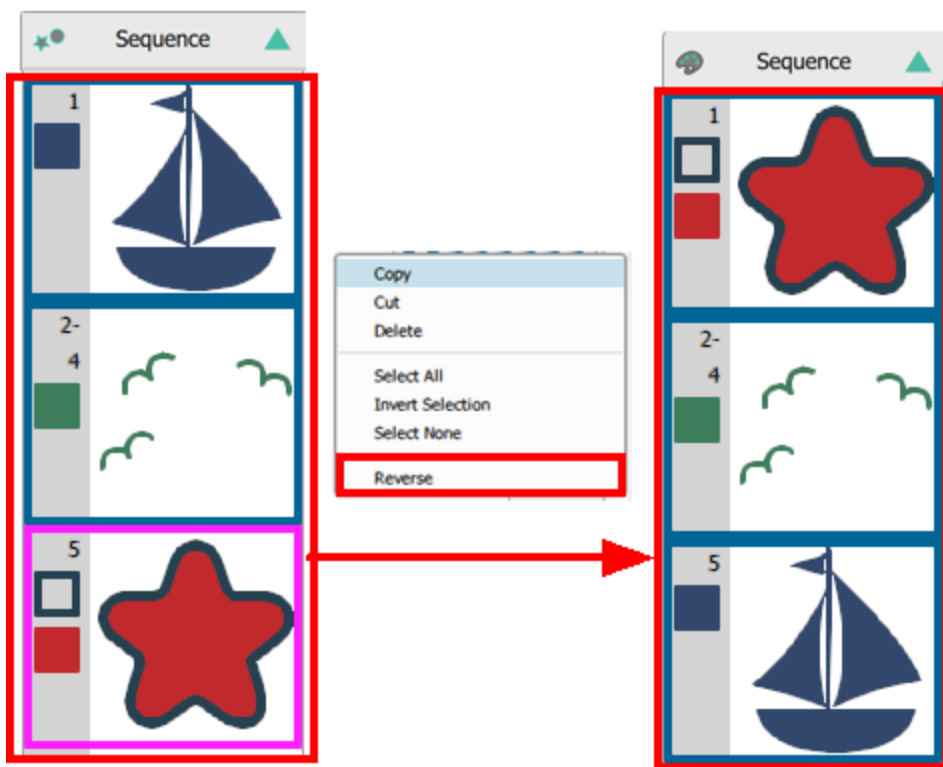 Sequence
1
2-
4
5
Copy
Cut
Delete
Select All
Invert Selection
Select None
Reverse
Sequence
1
2-
4
5